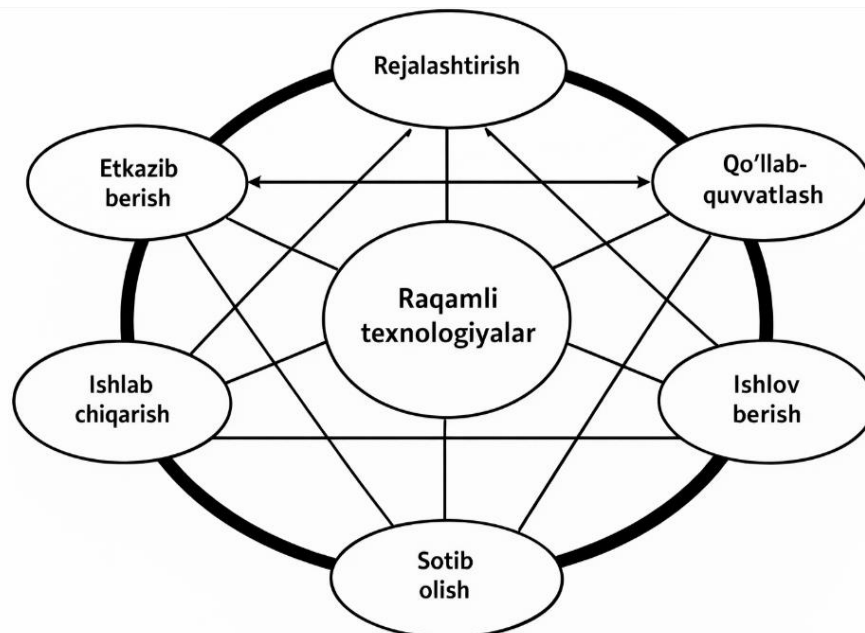 Rejalashtirish
Etkazib
berish
Qo'llab-
quvvatlash
Raqamli
texnologiyalar
Ishlab
chiqarish
Ishlov
berish
Sotib
olish